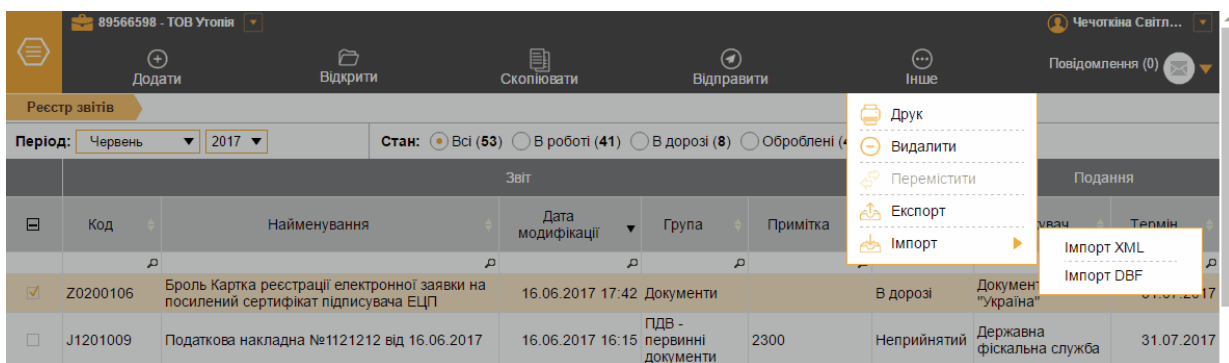 89566598 - ТОВ Утопія
Чечоткіна Світл...
Додати
Відкрити
Скопіювати
Відправити
Інше
Повідомлення (0)
Реєстр звітів
Друк
Період: Червень 2017 Стан: Всі (53) В роботі (41) В дорозі (8) Оброблені (
Видалити
Звіт
Перемістити
Подання
Код
Найменування
Дата
модифікації
Група
Примітка
Експорт
Термін
Імпорт
Імпорт XML
Імпорт DBF
Z0200106
Броль Картка реєстрації електронної заявки на
посилений сертифікат підписувача ЕЦП
16.06.2017 17:42
Документи
В дорозі
"Україна"
J1201009
Податкова накладна №1121212 від 16.06.2017
16.06.2017 16:15
ПДВ -
первинні
документи
2300
Неприйнятий
Державна
фіскальна служба
31.07.2017